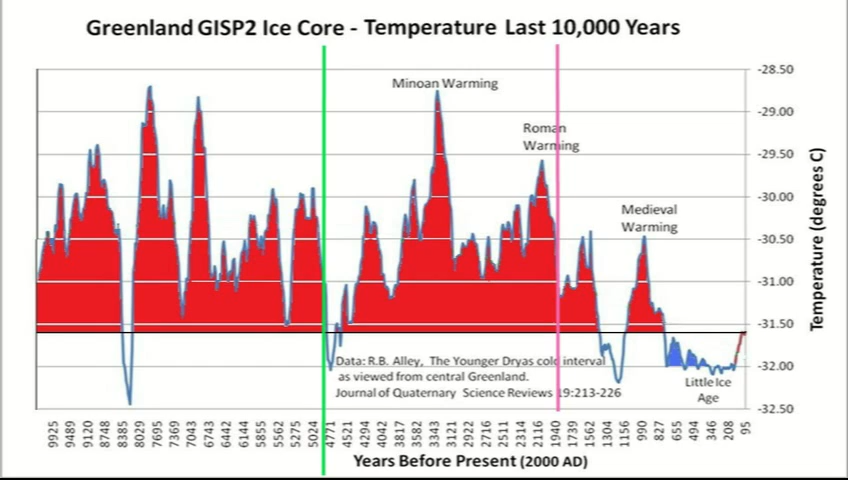 Greenland GISP2 Ice Core - Temperature Last 10,000 Years
Minoan Warming
Roman
Warming
Medieval
Warming
Little Ice
Age
Data: R.B. Alley, The Younger Dryas cold interval
as viewed from central Greenland.
Journal of Quaternary Science Reviews 19:213-226
-28.50
-29.00
-29.50
-30.00
-30.50
-31.00
-31.50
-32.00
-32.50
Temperature (degrees C)
9925 9489 9120 8748 8385 8029 7695 7369 7043 6743 6442 6144 5855 5562 5275 5024 4771 4521 4294 4042 3817 3582 3343 3121 2922 2716 2511 2314 2116 1940 1739 1562 1304 1156 990 827 655 494 346 208 95
Years Before Present (2000 AD)